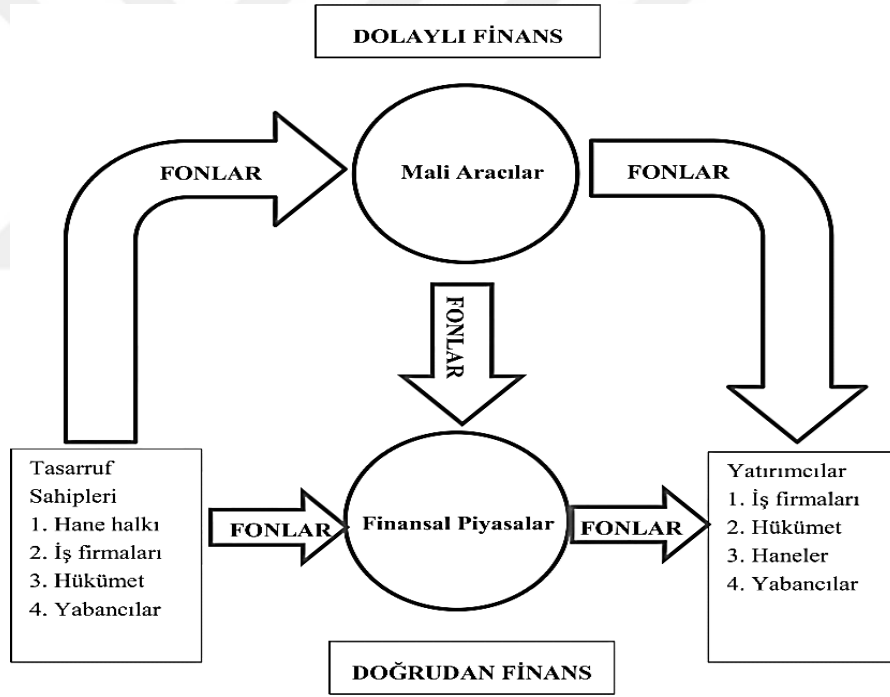 DOLAYLI FİNANS
FONLAR
Mali Aracılar
FONLAR
FONLAR
Tasarruf
Sahipleri
1. Hane halkı
2. İş firmaları
3. Hükümet
4. Yabancılar
FONLAR
Finansal Piyasalar
FONLAR
Yatırımcılar
1. İş firmaları
2. Hükümet
3. Haneler
4. Yabancılar
DOĞRUDAN FİNANS